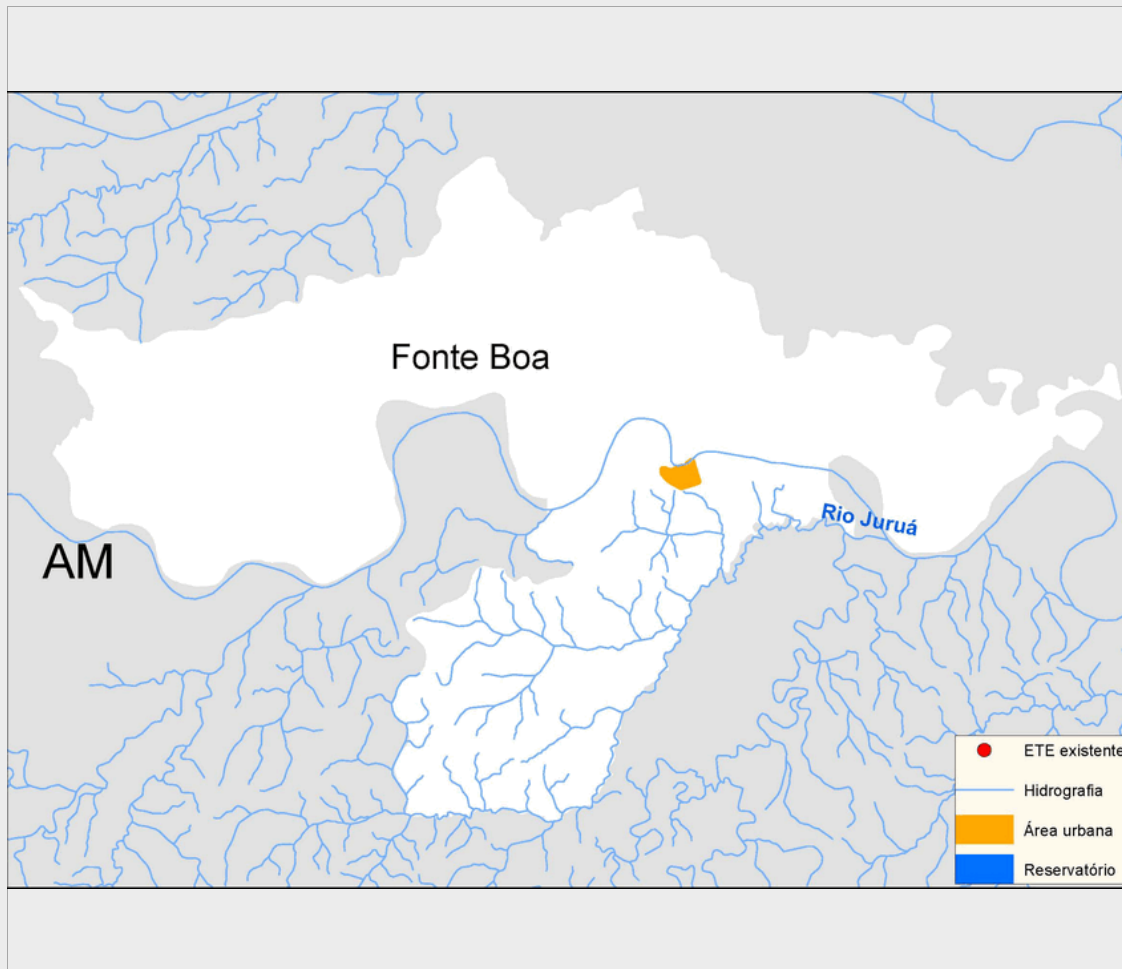 Fonte Boa
Rio Juruá
AM
ETE existente
Hidrografia
Área urbana
Reservatório